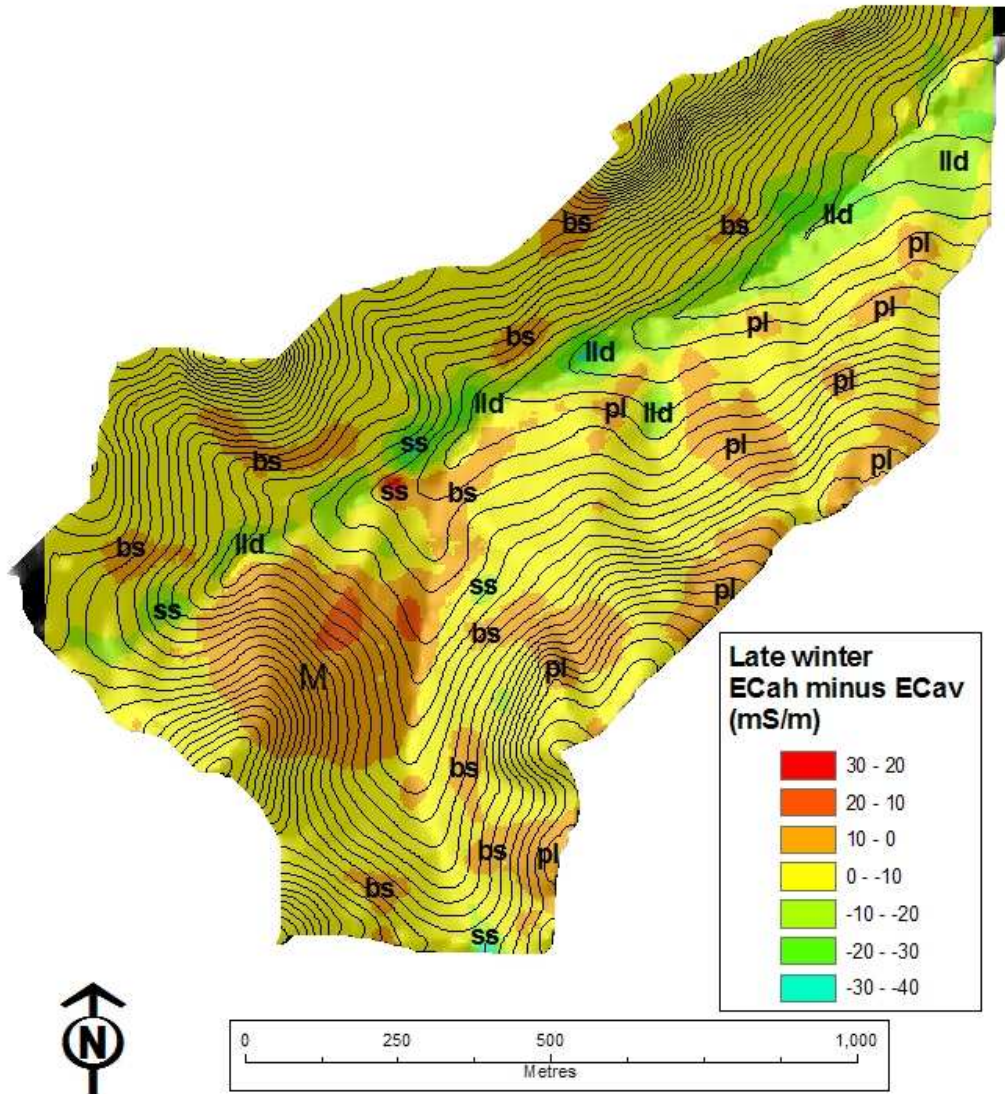 lld
lld
bs
bs
pl
pl
pl
bs
lld
pl
lld
pl
lld
ss
pl
bs
pl
ss
bs
bs
lld
ss
pl
ss
bs
pl
M
bs
bs
pl
bs
ss
Late winter
ECah minus ECav
(mS/m)
30 - 20
20 - 10
10 - 0
0 - -10
-10 - -20
-20 - -30
-30 - -40
N
0 250 500 1,000
Metres